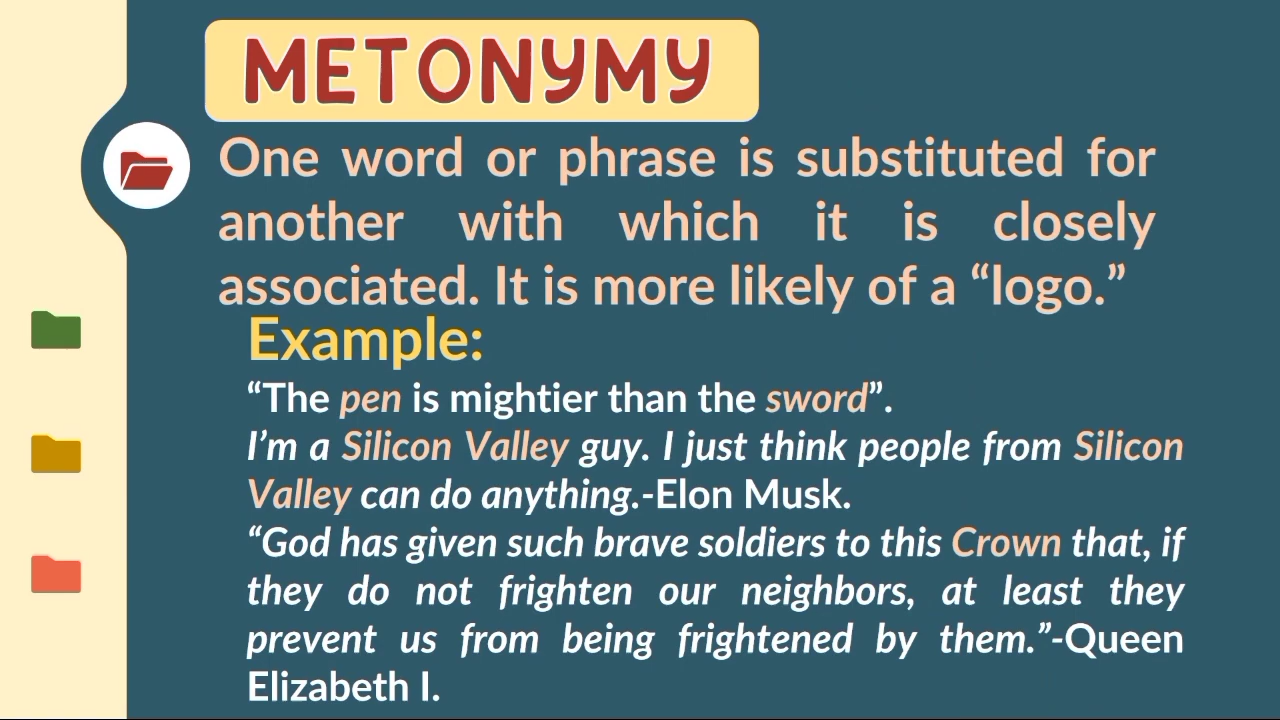 METONYMY
One word or phrase is substituted for
another with which it is closely
associated. It is more likely of a “logo.”
Example:
“The pen is mightier than the sword”.
I’m a Silicon Valley guy. I just think people from Silicon
Valley can do anything.-Elon Musk.
“God has given such brave soldiers to this Crown that, if
they do not frighten our neighbors, at least they
prevent us from being frightened by them.”-Queen
Elizabeth I.